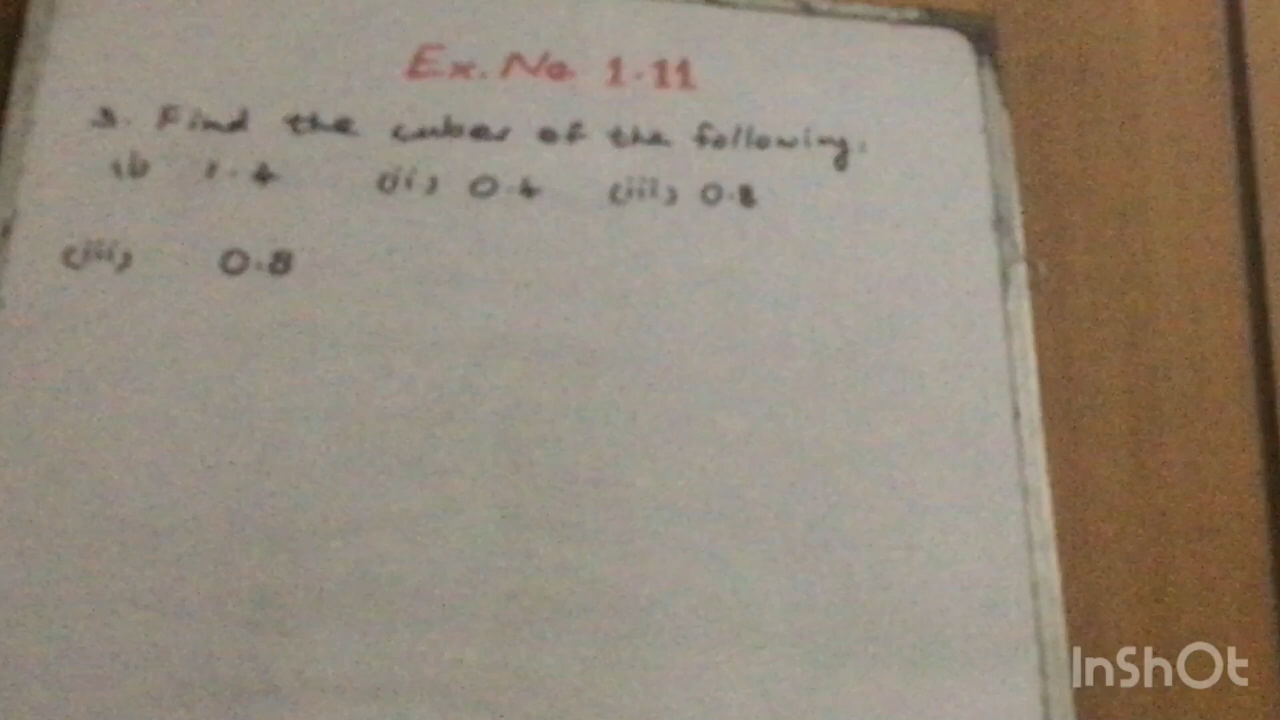 Ex. No 1.11
3. Find the cubes of the following:
(i) 1.4 (ii) 0.4 (iii) 0.8
(iii) 0.8
InShOt